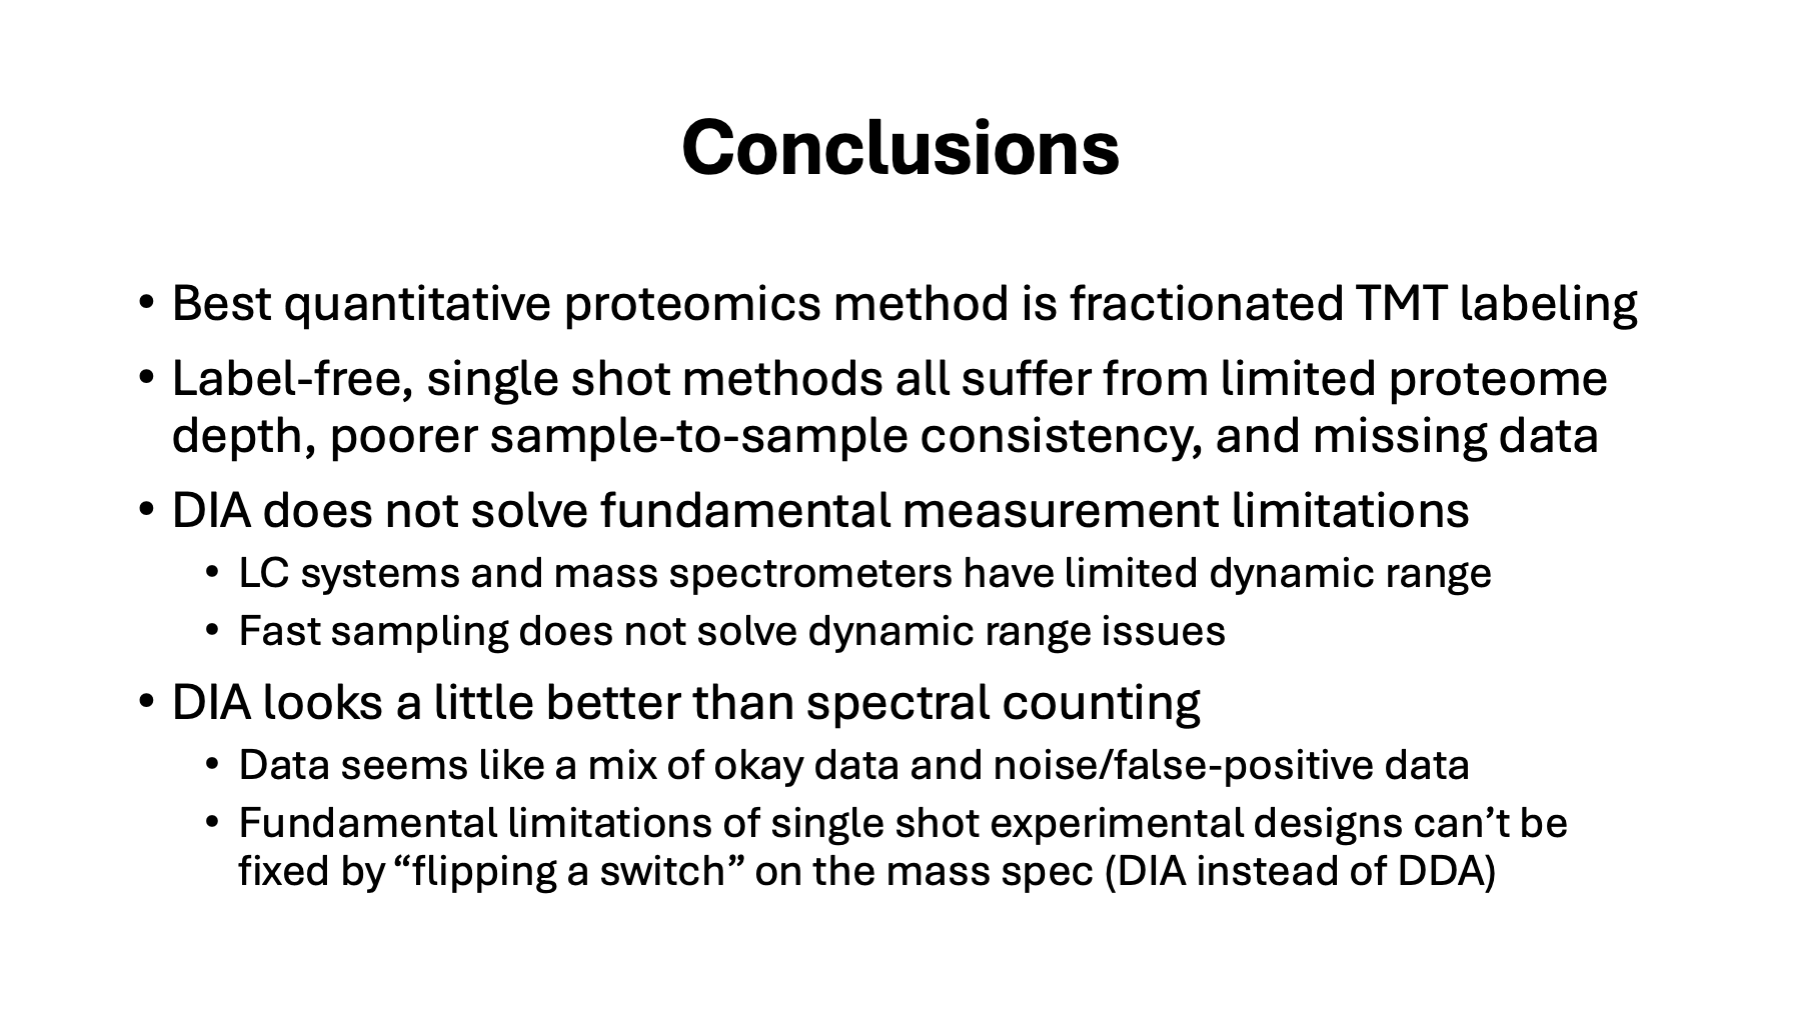 Conclusions
• Best quantitative proteomics method is fractionated TMT labeling
• Label-free, single shot methods all suffer from limited proteome
depth, poorer sample-to-sample consistency, and missing data
• DIA does not solve fundamental measurement limitations
• LC systems and mass spectrometers have limited dynamic range
• Fast sampling does not solve dynamic range issues
• DIA looks a little better than spectral counting
• Data seems like a mix of okay data and noise/false-positive data
• Fundamental limitations of single shot experimental designs can’t be
fixed by “flipping a switch” on the mass spec (DIA instead of DDA)